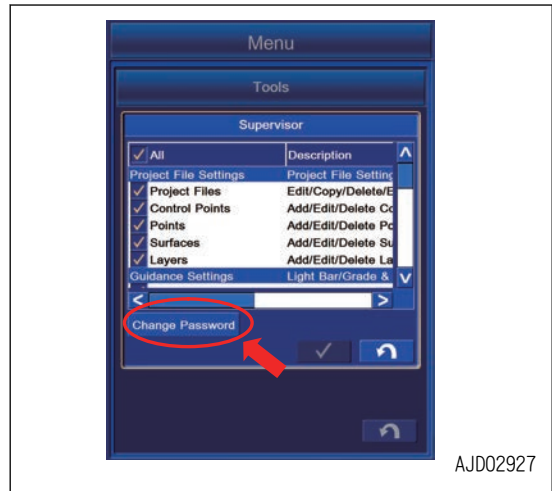 Menu
Tools
Supervisor
All Description
Project File Settings Project File Setting
Project Files Edit/Copy/Delete/E
Control Points Add/Edit/Delete Co
Points Add/Edit/Delete Po
Surfaces Add/Edit/Delete Su
Layers Add/Edit/Delete La
Guidance Settings Light Bar/Grade &
Change Password
AJD02927